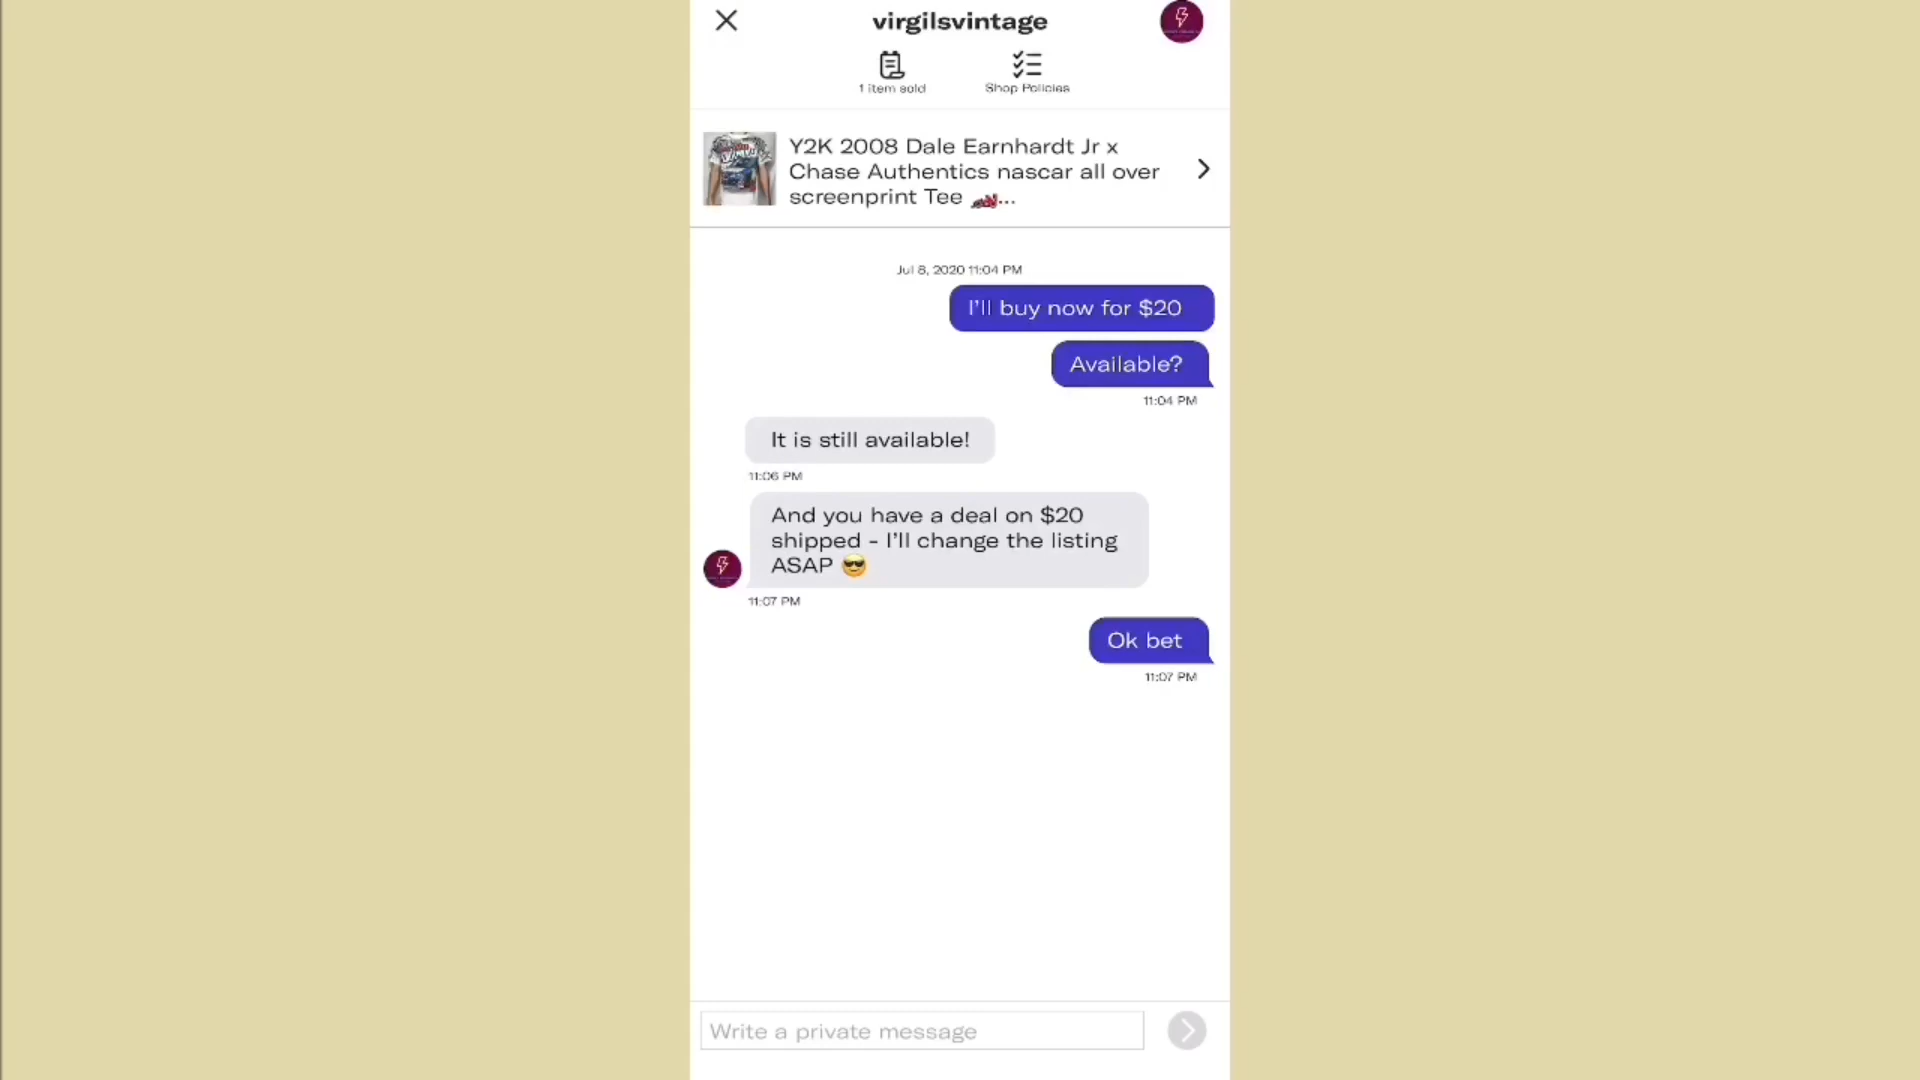 virgilsvintage
1 item sold
Shop Policies
Y2K 2008 Dale Earnhardt Jr x
Chase Authentics nascar all over
screenprint Tee 🏎...
Jul 8, 2020 11:04 PM
I'll buy now for $20
Available?
11:04 PM
It is still available!
11:06 PM
And you have a deal on $20
shipped - I'll change the listing
ASAP 😎
11:07 PM
Ok bet
11:07 PM
Write a private message